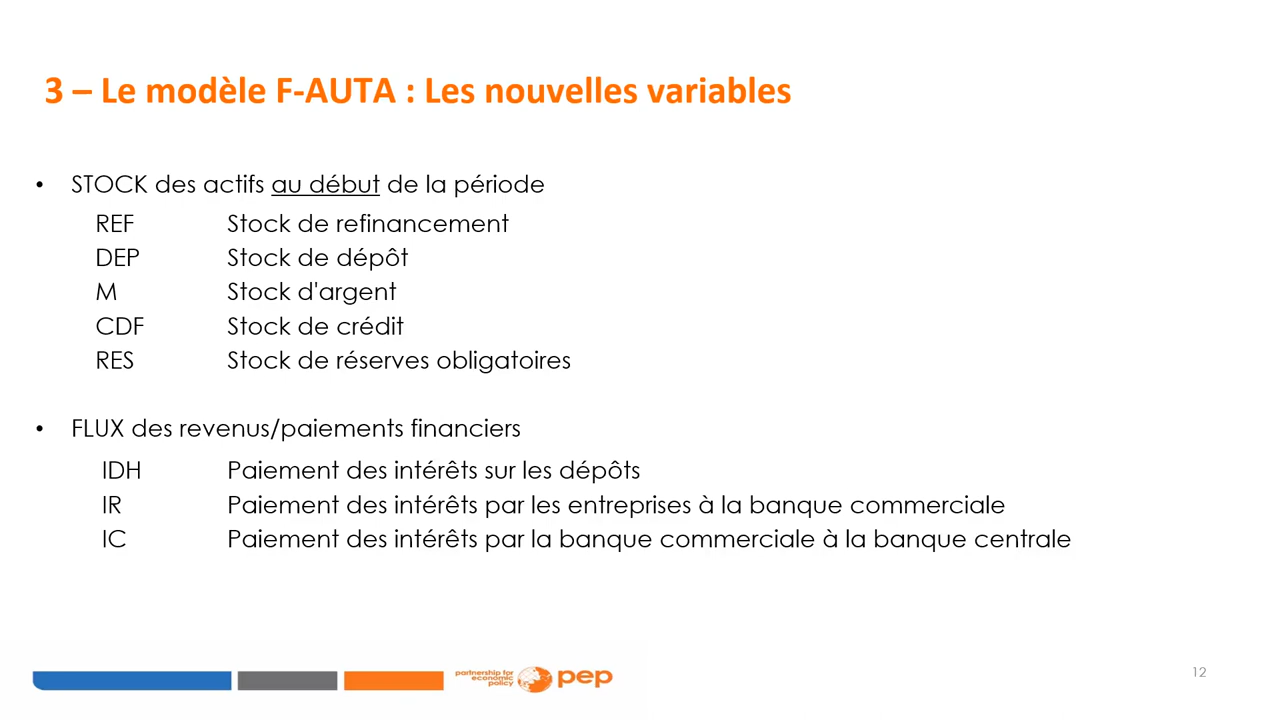 3 – Le modèle F-AUTA : Les nouvelles variables
• STOCK des actifs au début de la période
REF Stock de refinancement
DEP Stock de dépôt
M Stock d'argent
CDF Stock de crédit
RES Stock de réserves obligatoires
• FLUX des revenus/paiements financiers
IDH Paiement des intérêts sur les dépôts
IR Paiement des intérêts par les entreprises à la banque commerciale
IC Paiement des intérêts par la banque commerciale à la banque centrale
partnership for
economic
policy
pep
12